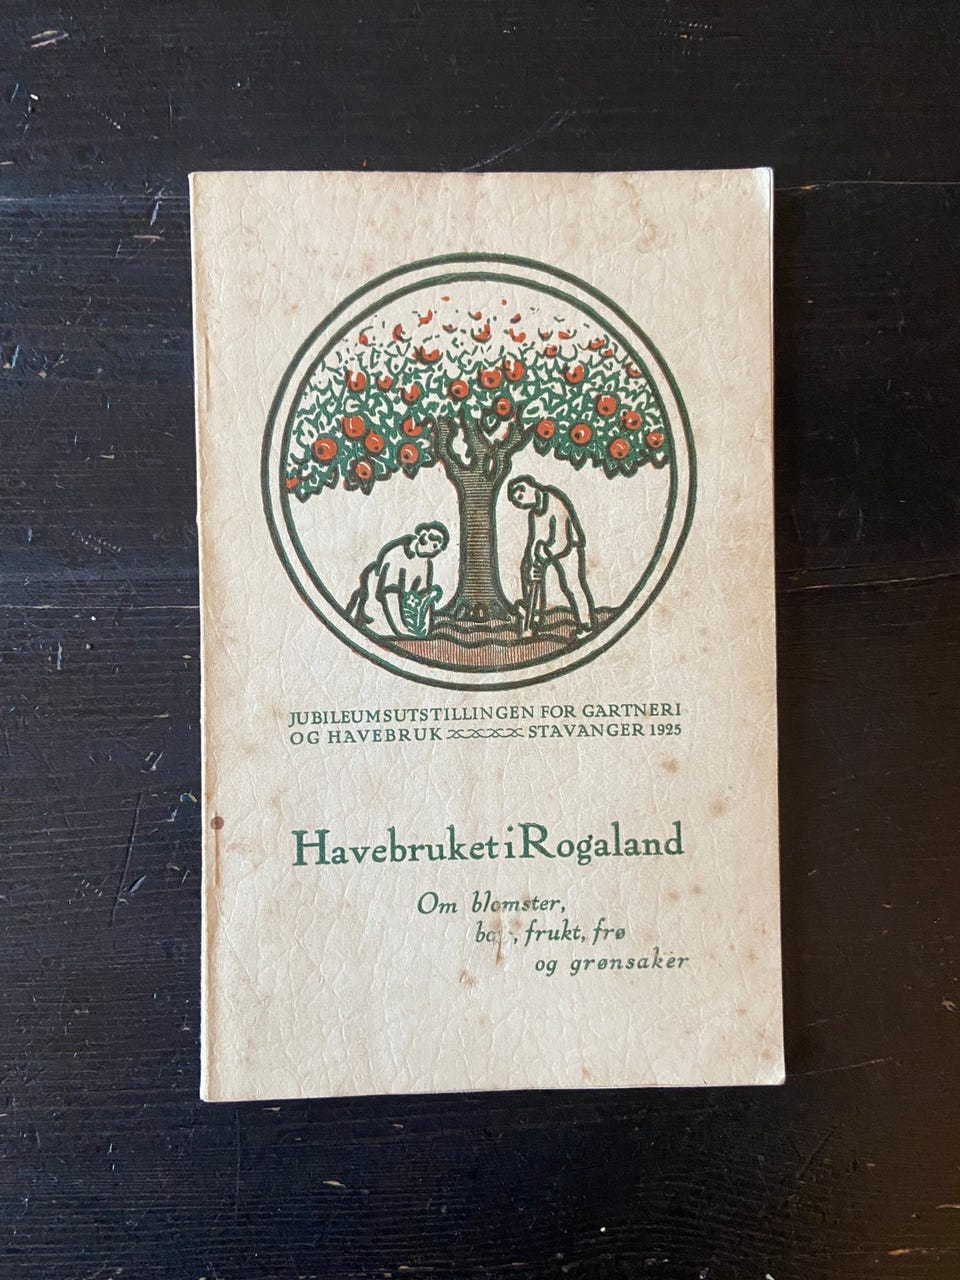 JUBILEUMSUTSTILLINGEN FOR GARTNERI
OG HAVEBRUK STAVANGER 1925
Havebruket i Rogaland
Om blomster,
frukt, frø
og grønsaker